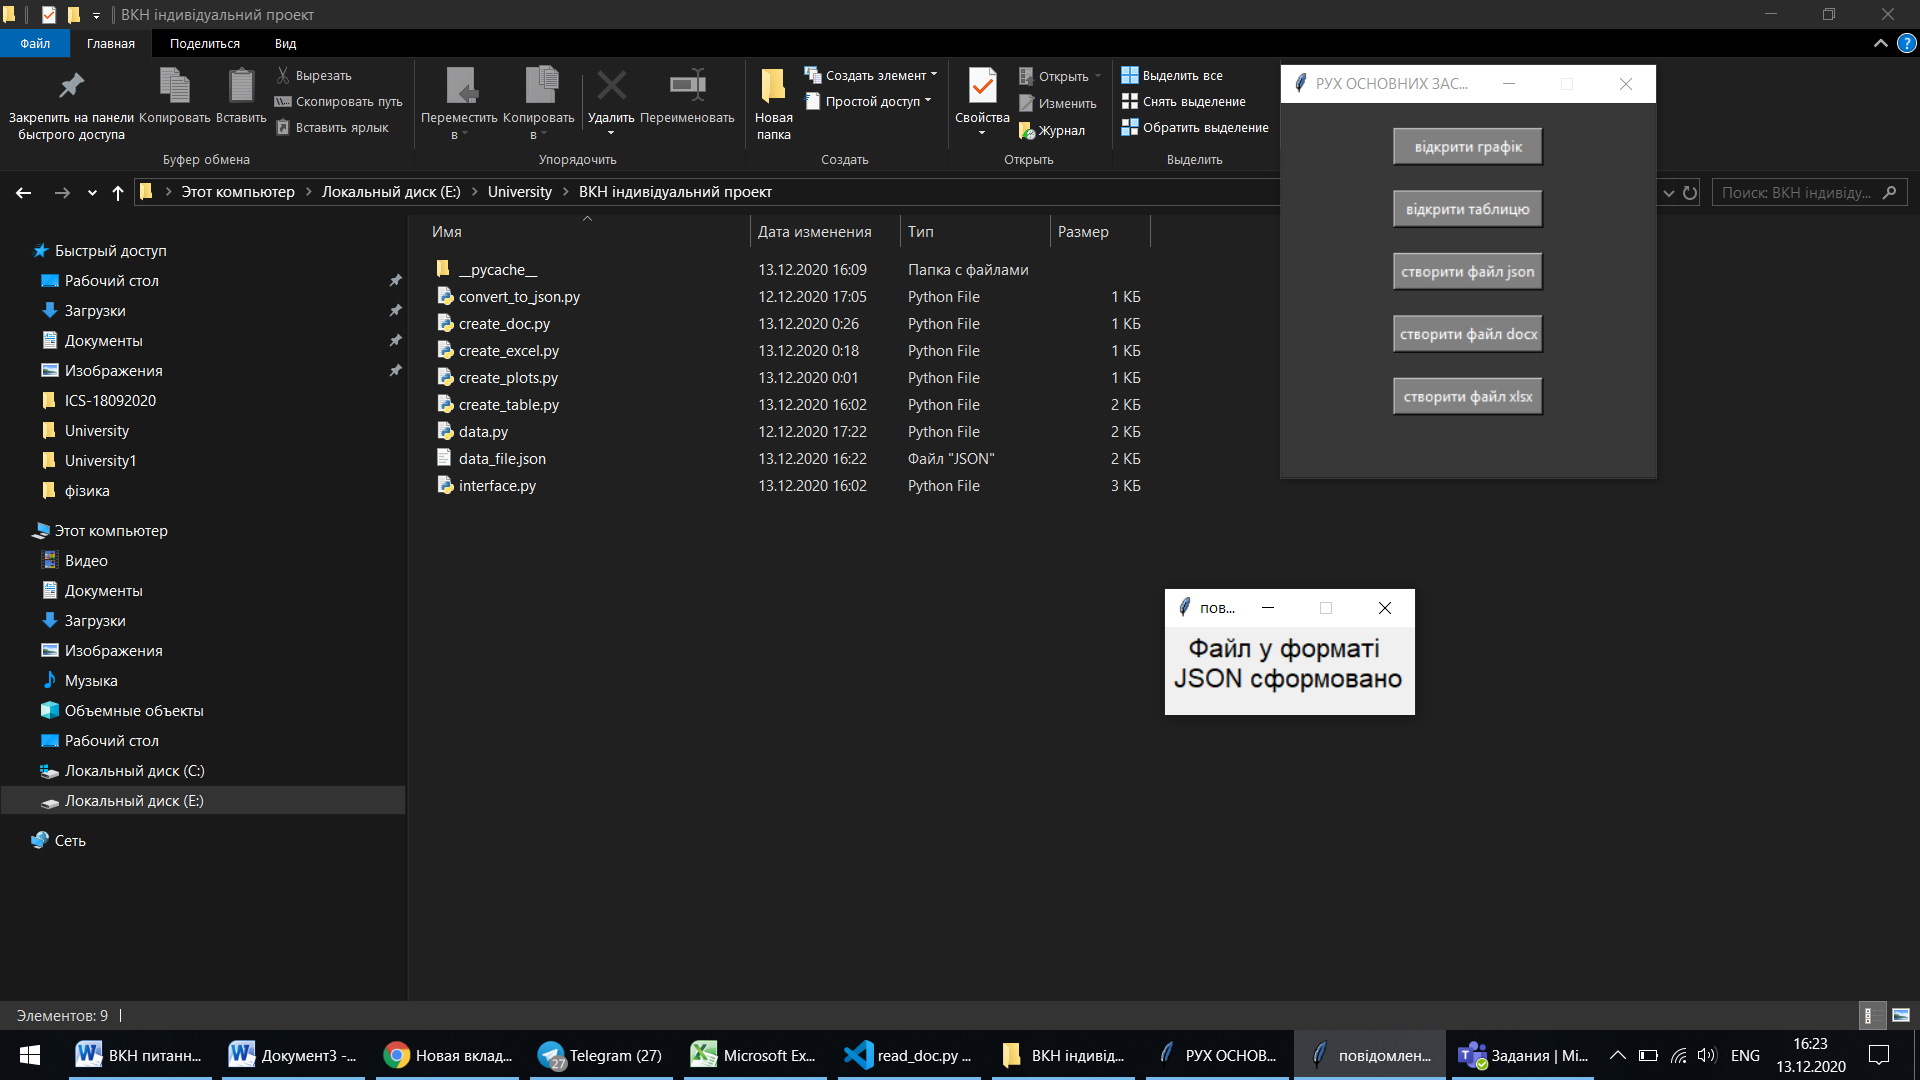 ВКН індивідуальний проект
Файл
Главная
Поделиться
Вид
Закрепить на панели
быстрого доступа
Копировать
Вставить
Вырезать
Скопировать путь
Вставить ярлык
Буфер обмена
Переместить
в
Копировать
в
Удалить
Переименовать
Упорядочить
Новая
папка
Создать элемент
Простой доступ
Создать
Свойства
Открыть
Изменить
Журнал
Открыть
Выделить все
Снять выделение
Обратить выделение
Выделить
Этот компьютер
Локальный диск (E:)
University
ВКН індивідуальний проект
Поиск: ВКН індивіду...
Быстрый доступ
Рабочий стол
Загрузки
Документы
Изображения
ICS-18092020
University
University1
фізика
Этот компьютер
Видео
Документы
Загрузки
Изображения
Музыка
Объемные объекты
Рабочий стол
Локальный диск (C:)
Локальный диск (E:)
Сеть
Имя Дата изменения Тип Размер
__pycache__ 13.12.2020 16:09 Папка с файлами
convert_to_json.py 12.12.2020 17:05 Python File 1 КБ
create_doc.py 13.12.2020 0:26 Python File 1 КБ
create_excel.py 13.12.2020 0:18 Python File 1 КБ
create_plots.py 13.12.2020 0:01 Python File 1 КБ
create_table.py 13.12.2020 16:02 Python File 2 КБ
data.py 12.12.2020 17:22 Python File 2 КБ
data_file.json 13.12.2020 16:22 Файл "JSON" 2 КБ
interface.py 13.12.2020 16:02 Python File 3 КБ
РУХ ОСНОВНИХ ЗАС...
відкрити графік
відкрити таблицю
створити файл json
створити файл docx
створити файл xlsx
пов...
Файл у форматі
JSON сформовано
Элементов: 9
ВКН питанн...
Документ3 -...
Новая вклад...
27
Telegram (27)
Microsoft Ex...
read_doc.py ...
ВКН індивід...
РУХ ОСНОВ...
повідомлен...
Задания | Mi...
ENG
16:23
13.12.2020